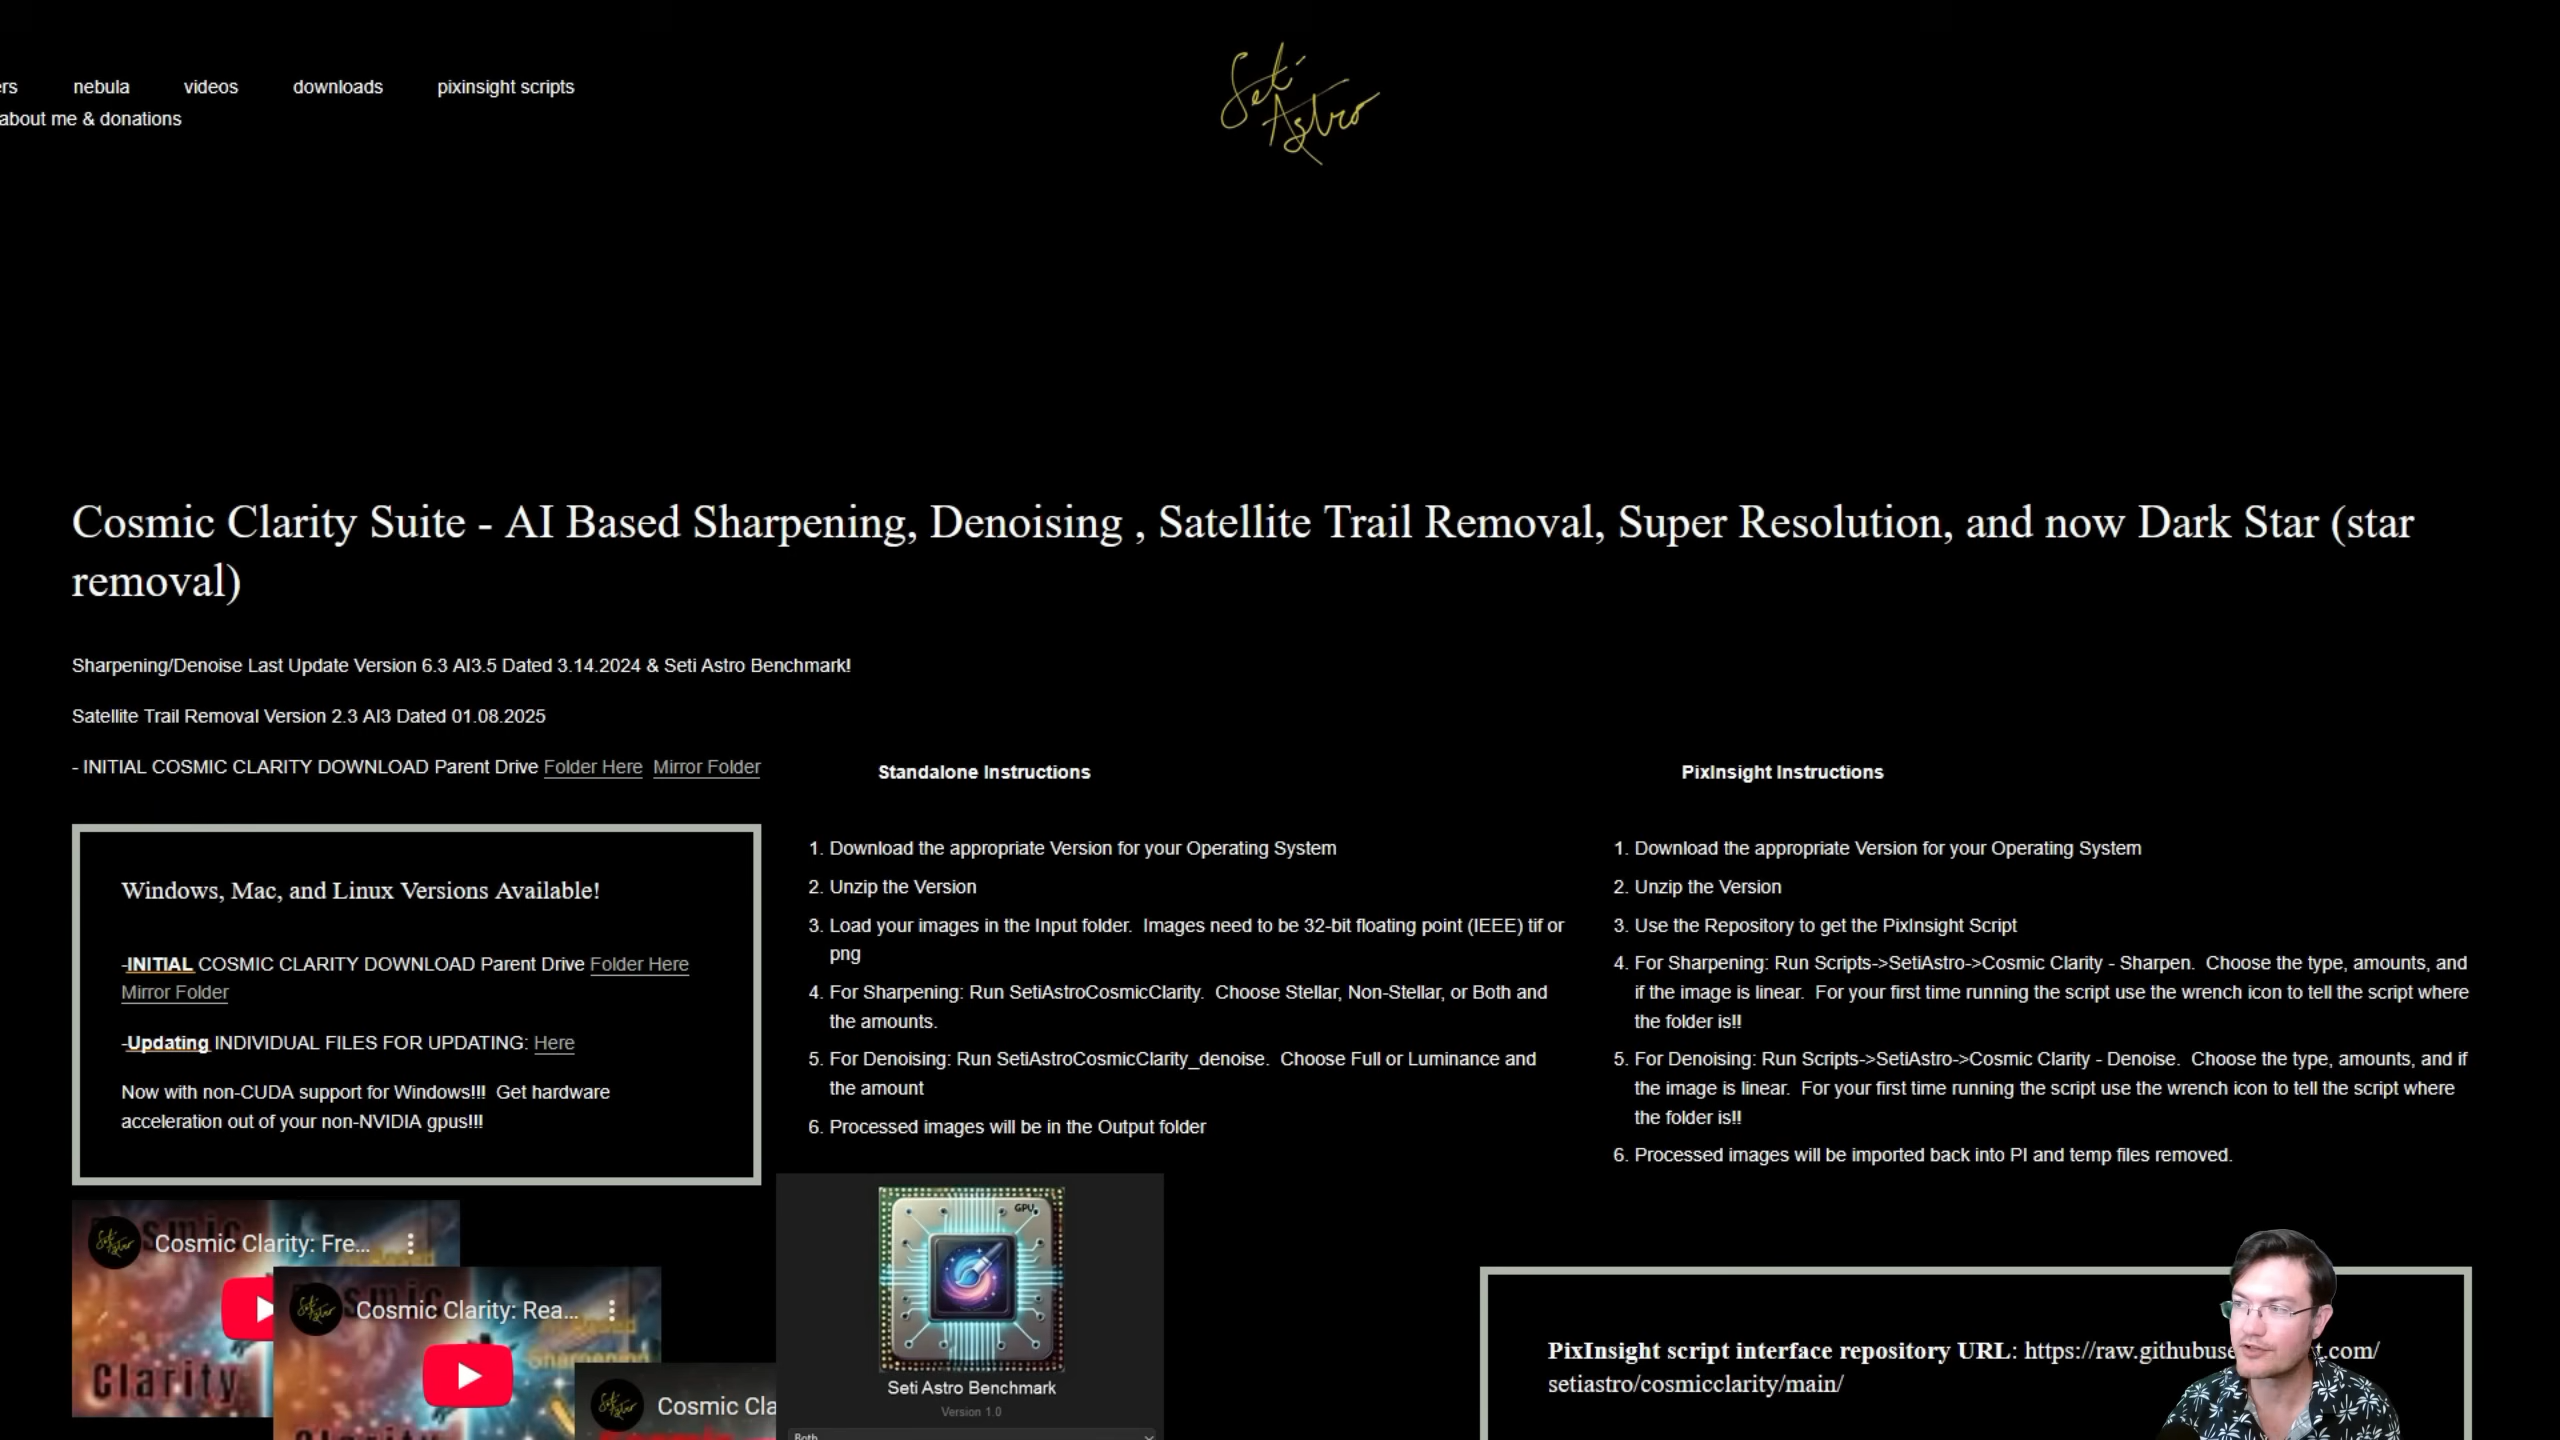 ers nebula videos downloads pixinsight scripts
about me & donations
Seti Astro
Cosmic Clarity Suite - AI Based Sharpening, Denoising , Satellite Trail Removal, Super Resolution, and now Dark Star (star
removal)
Sharpening/Denoise Last Update Version 6.3 AI3.5 Dated 3.14.2024 & Seti Astro Benchmark!
Satellite Trail Removal Version 2.3 AI3 Dated 01.08.2025
- INITIAL COSMIC CLARITY DOWNLOAD Parent Drive Folder Here Mirror Folder
Windows, Mac, and Linux Versions Available!
-INITIAL COSMIC CLARITY DOWNLOAD Parent Drive Folder Here
Mirror Folder
-Updating INDIVIDUAL FILES FOR UPDATING: Here
Now with non-CUDA support for Windows!!! Get hardware
acceleration out of your non-NVIDIA gpus!!!
Standalone Instructions
1. Download the appropriate Version for your Operating System
2. Unzip the Version
3. Load your images in the Input folder. Images need to be 32-bit floating point (IEEE) tif or
png
4. For Sharpening: Run SetiAstroCosmicClarity. Choose Stellar, Non-Stellar, or Both and
the amounts.
5. For Denoising: Run SetiAstroCosmicClarity_denoise. Choose Full or Luminance and
the amount
6. Processed images will be in the Output folder
PixInsight Instructions
1. Download the appropriate Version for your Operating System
2. Unzip the Version
3. Use the Repository to get the PixInsight Script
4. For Sharpening: Run Scripts->SetiAstro->Cosmic Clarity - Sharpen. Choose the type, amounts, and
if the image is linear. For your first time running the script use the wrench icon to tell the script where
the folder is!!
5. For Denoising: Run Scripts->SetiAstro->Cosmic Clarity - Denoise. Choose the type, amounts, and if
the image is linear. For your first time running the script use the wrench icon to tell the script where
the folder is!!
6. Processed images will be imported back into PI and temp files removed.
Cosmic Clarity: Fre...
Clarity
Cosmic Clarity: Rea...
Sharpening
Clarity
Cosmic Cla
GPU
Seti Astro Benchmark
Version 1.0
Both
PixInsight script interface repository URL: https://raw.githubuse t.com/
setiastro/cosmicclarity/main/